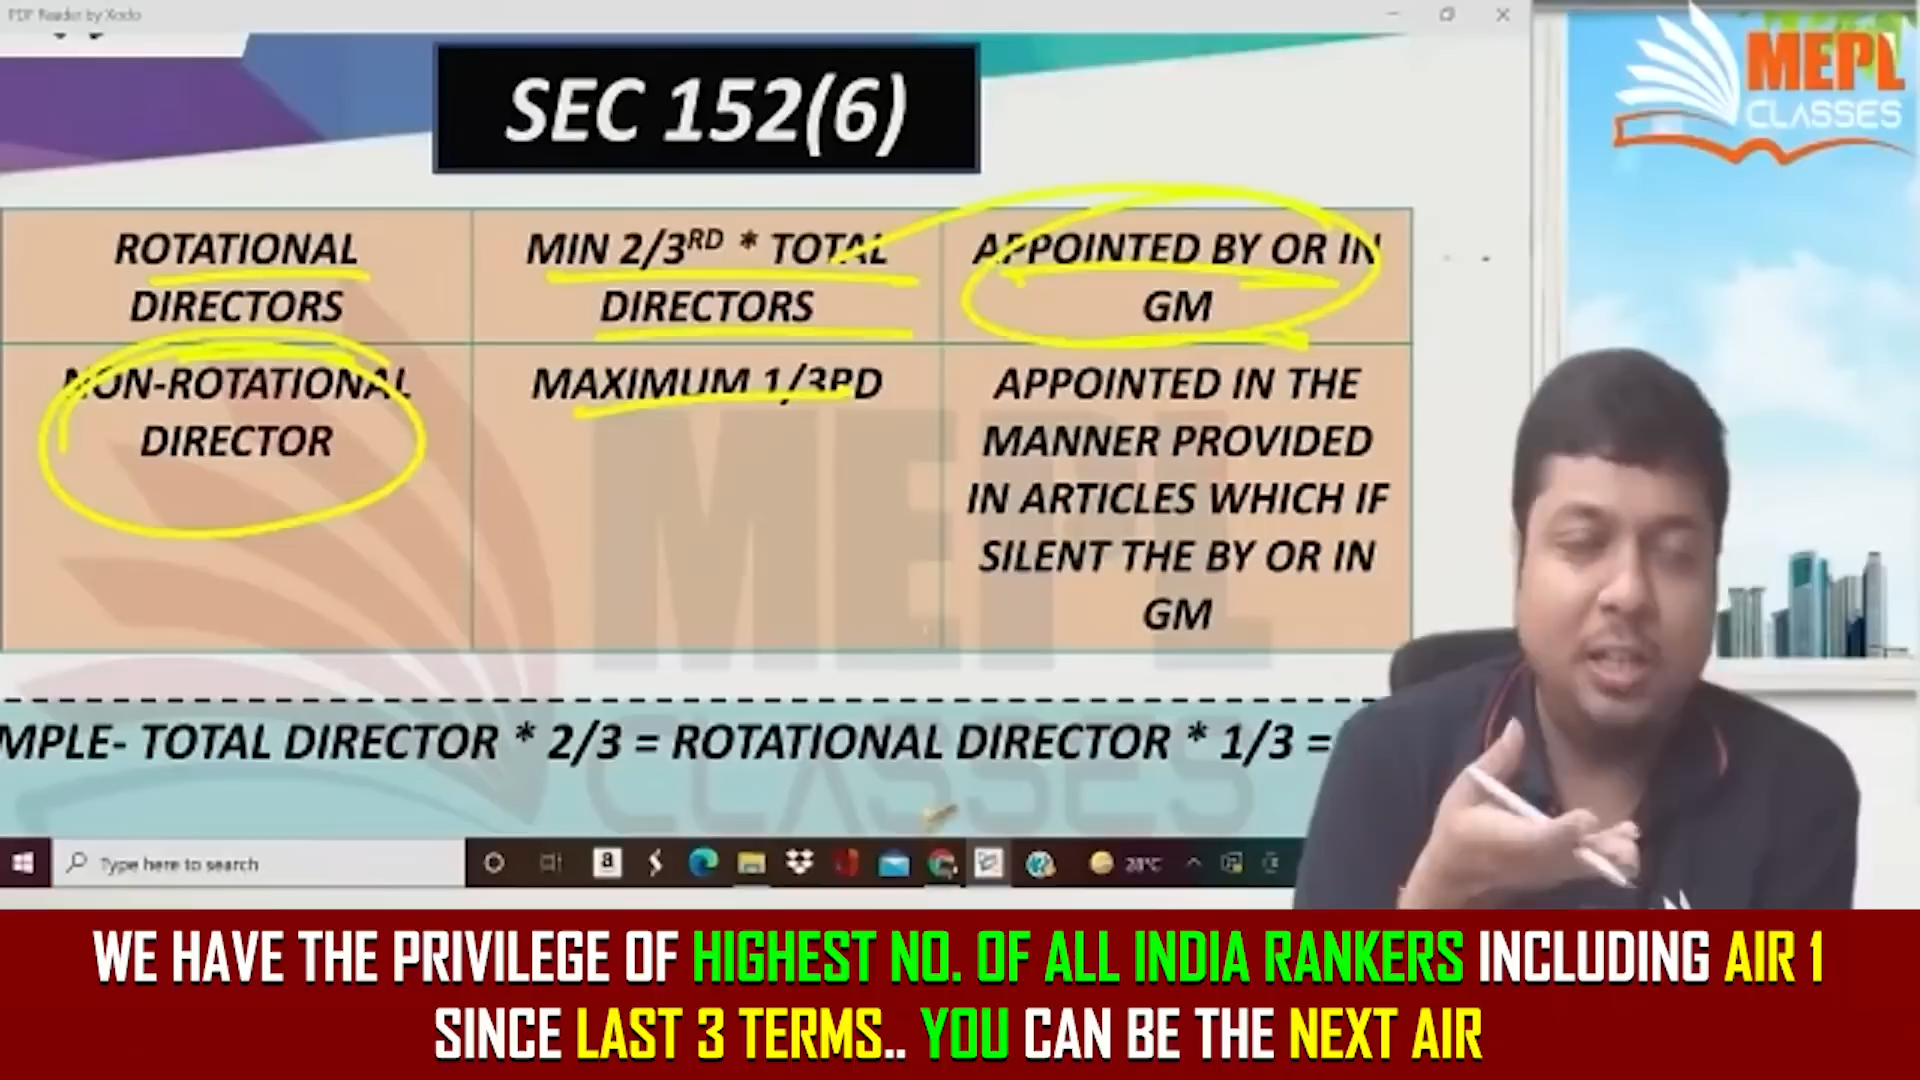 PDF Reader by Xodo
SEC 152(6)
MEPL
CLASSES
ROTATIONAL
DIRECTORS
MIN 2/3RD * TOTAL
DIRECTORS
APPOINTED BY OR IN
GM
NON-ROTATIONAL
DIRECTOR
MAXIMUM 1/3RD
APPOINTED IN THE
MANNER PROVIDED
IN ARTICLES WHICH IF
SILENT THE BY OR IN
GM
MEPL
CLASSES
MPLE- TOTAL DIRECTOR * 2/3 = ROTATIONAL DIRECTOR * 1/3 =
Type here to search
28°C
WE HAVE THE PRIVILEGE OF HIGHEST NO. OF ALL INDIA RANKERS INCLUDING AIR 1
SINCE LAST 3 TERMS.. YOU CAN BE THE NEXT AIR